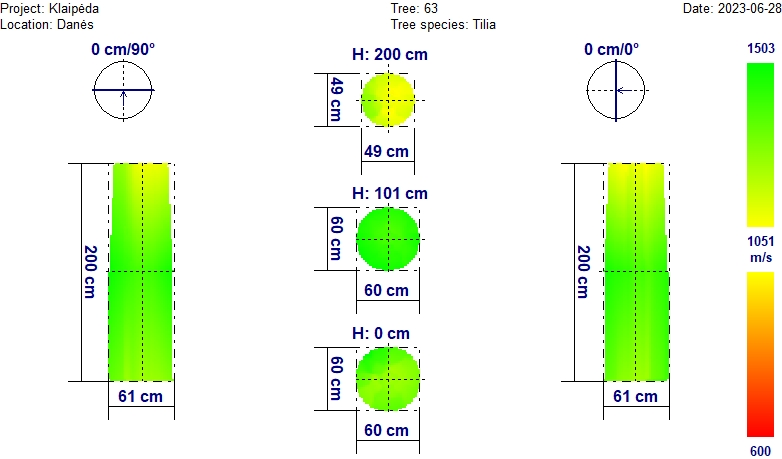 Project: Klaipėda Tree: 63 Date: 2023-06-28
Location: Danės Tree species: Tilia
0 cm/90° 0 cm/0° 1503
H: 200 cm
49 cm
49 cm
H: 101 cm
60 cm
60 cm
200 cm 200 cm
1051
m/s
H: 0 cm
60 cm
60 cm
61 cm 61 cm
600